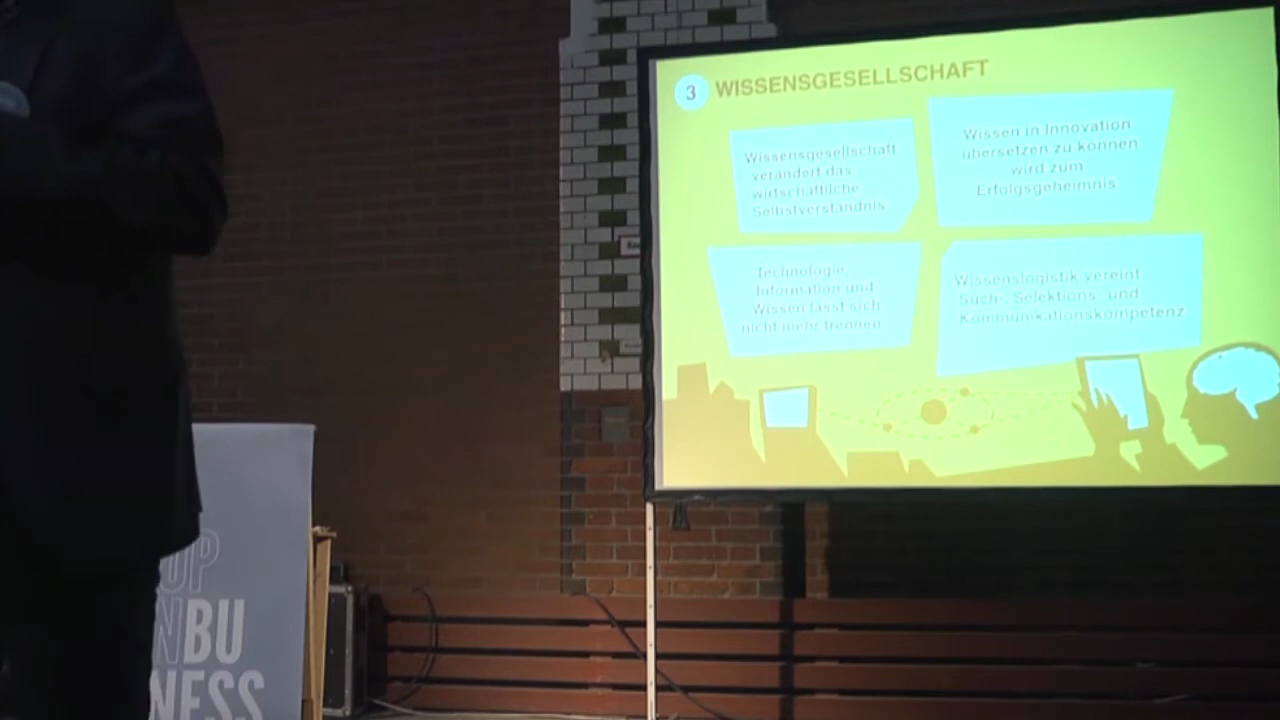 3 WISSENSGESELLSCHAFT
Wissensgesellschaft
verändert das
wirtschaftliche
Selbstverständnis
Wissen in Innovation
übersetzen zu können
wird zum
Erfolgsgeheimnis
Technologie,
Information und
Wissen lässt sich
nicht mehr trennen
Wissenslogistik vereint
Such-, Selektions- und
Kommunikationskompetenz
UP
NBU
NESS